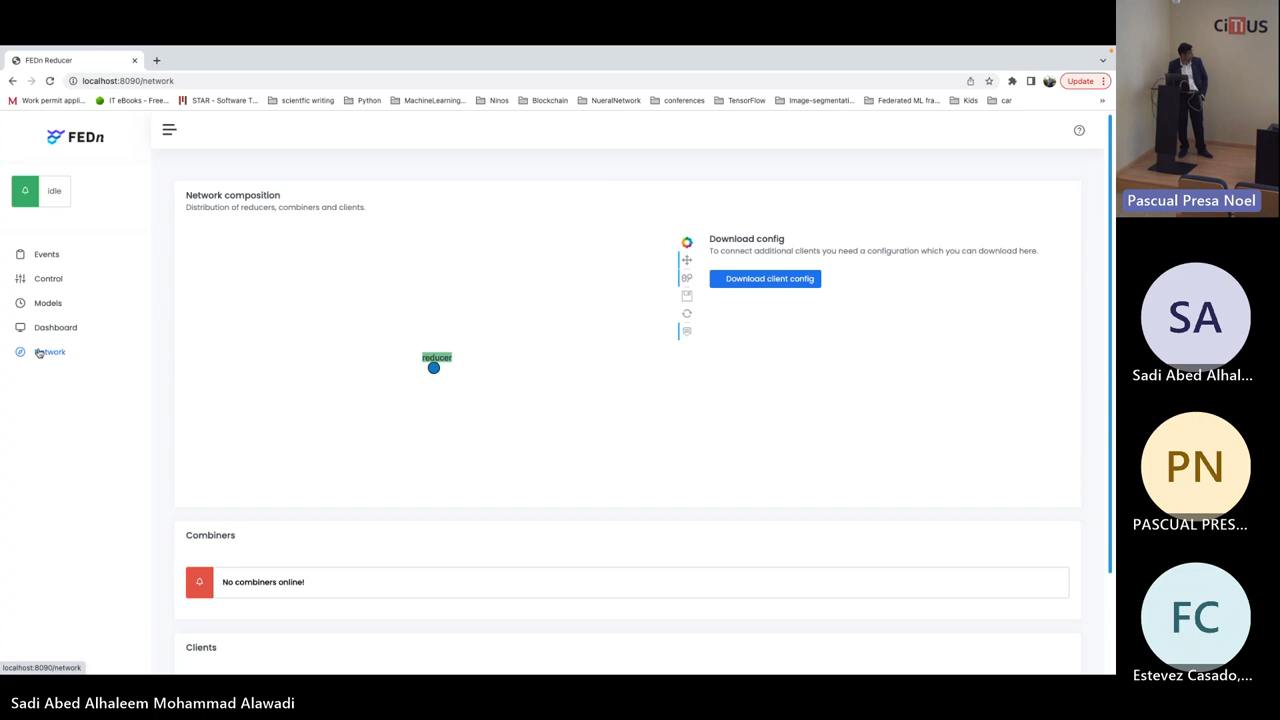 FEDn Reducer
localhost:8090/network
Update
Work permit appli...
IT eBooks - Free...
STAR - Software T...
scientfic writing
Python
MachineLearning...
Ninos
Blockchain
NueralNetwork
conferences
TensorFlow
Image-segmentati...
Federated ML fra...
Kids
car
FEDn
idle
Events
Control
Models
Dashboard
Network
Network composition
Distribution of reducers, combiners and clients.
reducer
Download config
To connect additional clients you need a configuration which you can download here.
Download client config
Combiners
No combiners online!
Clients
localhost:8090/network
CiTIUS
Pascual Presa Noel
SA
Sadi Abed Alhal...
PN
PASCUAL PRES...
FC
Estevez Casado,...
Sadi Abed Alhaleem Mohammad Alawadi